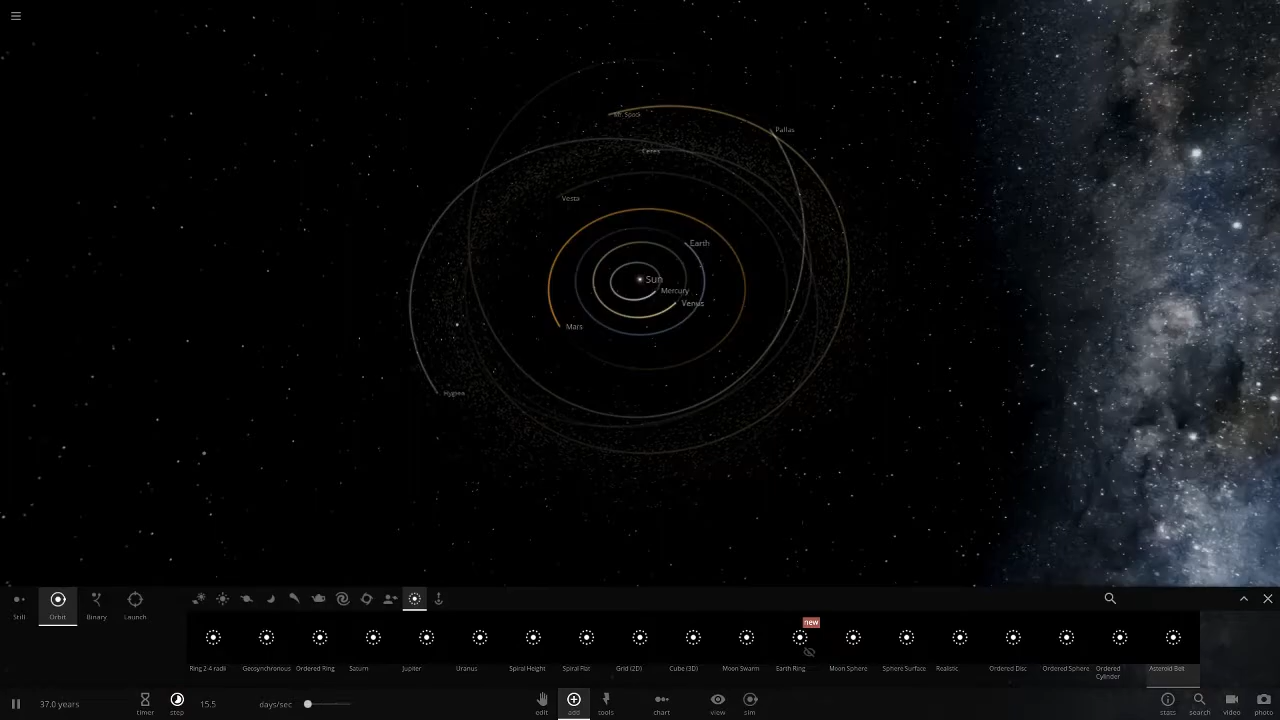 Mr. Spock
Pallas
Ceres
Vesta
Earth
Sun
Mercury
Venus
Mars
Hygiea
Still
Orbit
Binary
Launch
new
Ring 2-4 radii
Geosynchronous
Ordered Ring
Saturn
Jupiter
Uranus
Spiral Height
Spiral Flat
Grid (2D)
Cube (3D)
Moon Swarm
Earth Ring
Moon Sphere
Sphere Surface
Realistic
Ordered Disc
Ordered Sphere
Ordered
Cylinder
Asteroid Belt
37.0 years
timer
step
15.5
days/sec
edit
add
tools
chart
view
sim
stats
search
video
photo